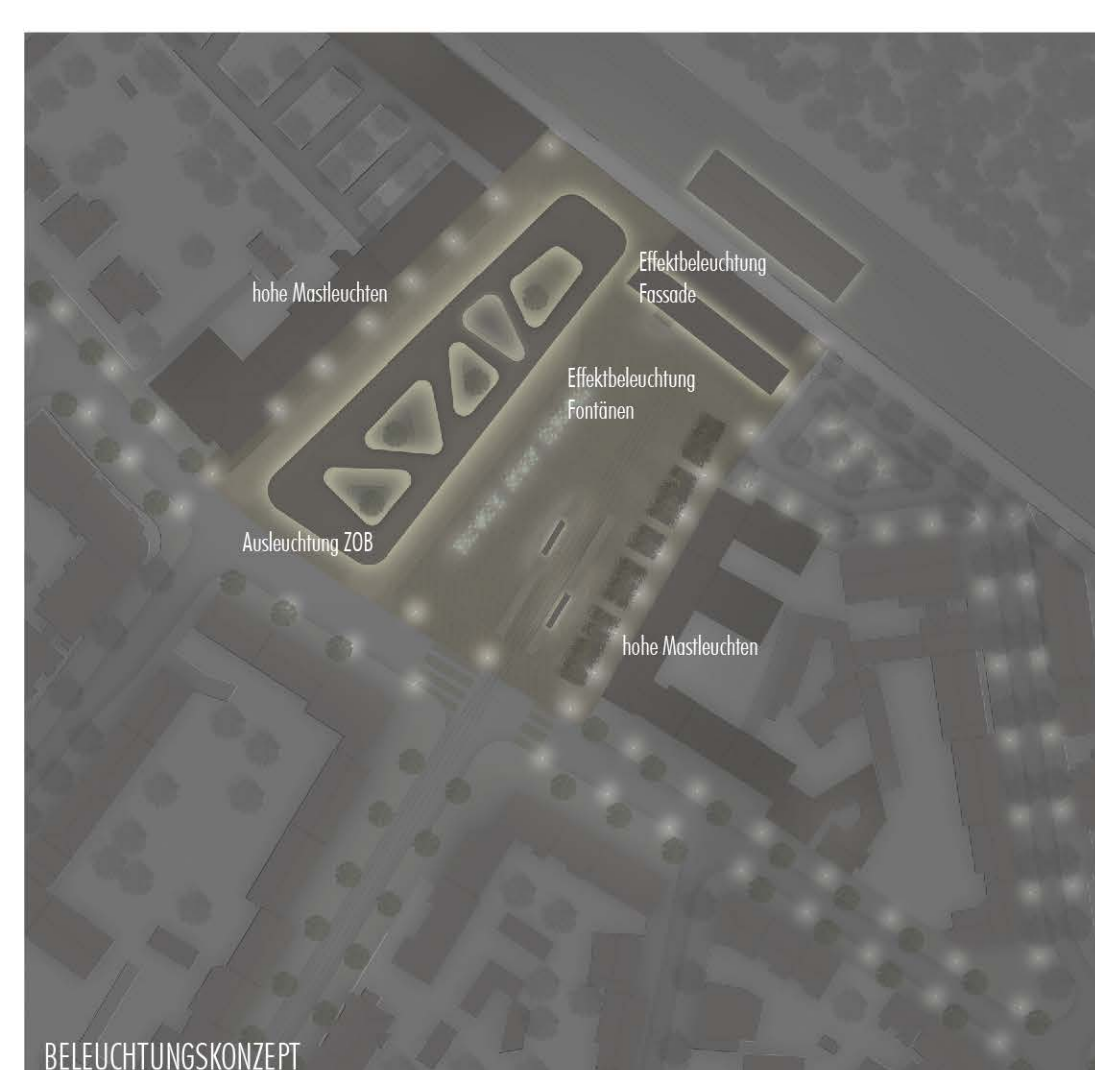 hohe Mastleuchten
Effektbeleuchtung
Fassade
Effektbeleuchtung
Fontänen
Ausleuchtung ZOB
hohe Mastleuchten
BELEUCHTUNGSKONZEPT